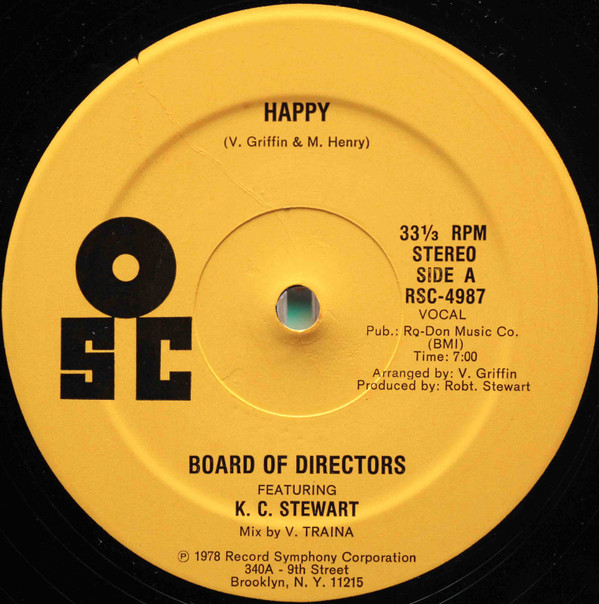 HAPPY
(V. Griffin & M. Henry)
O
SC
33⅓ RPM
STEREO
SIDE A
RSC-4987
VOCAL
Pub.: Ro-Don Music Co.
(BMI)
Time: 7:00
Arranged by: V. Griffin
Produced by: Robt. Stewart
BOARD OF DIRECTORS
FEATURING
K. C. STEWART
Mix by V. TRAINA
℗ 1978 Record Symphony Corporation
340A - 9th Street
Brooklyn, N. Y. 11215